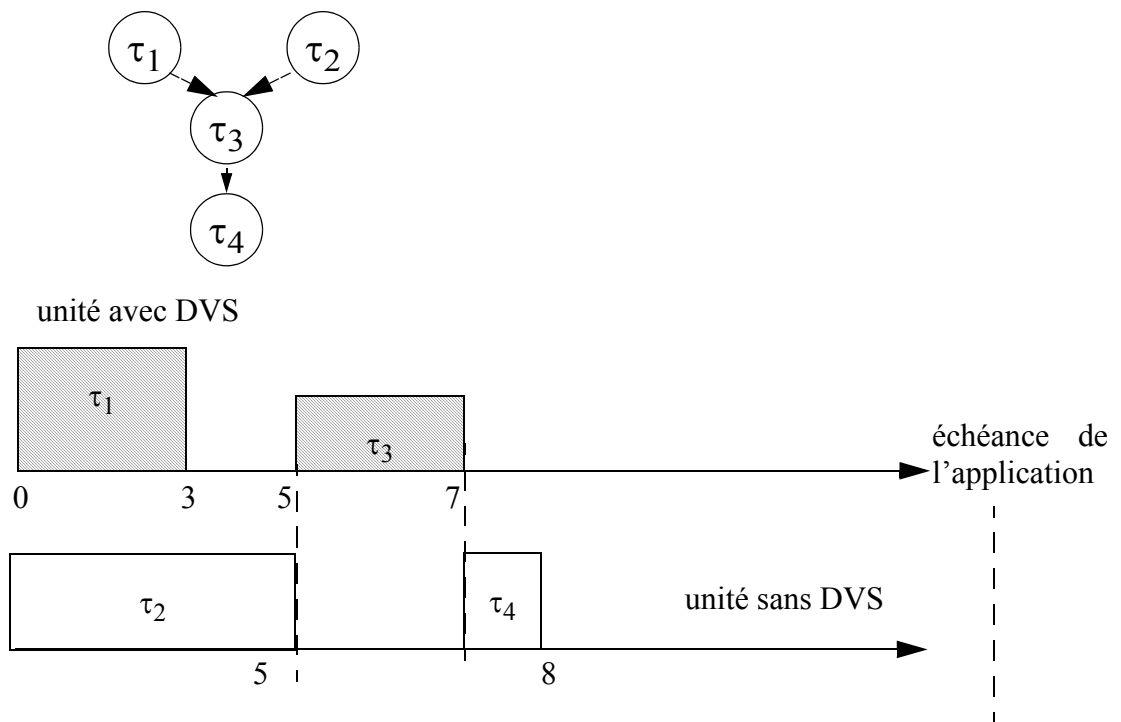 τ1 τ2
τ3
τ4
unité avec DVS
τ1
τ3
échéance de
l'application
0 3 5 7
τ2
τ4
unité sans DVS
5 8